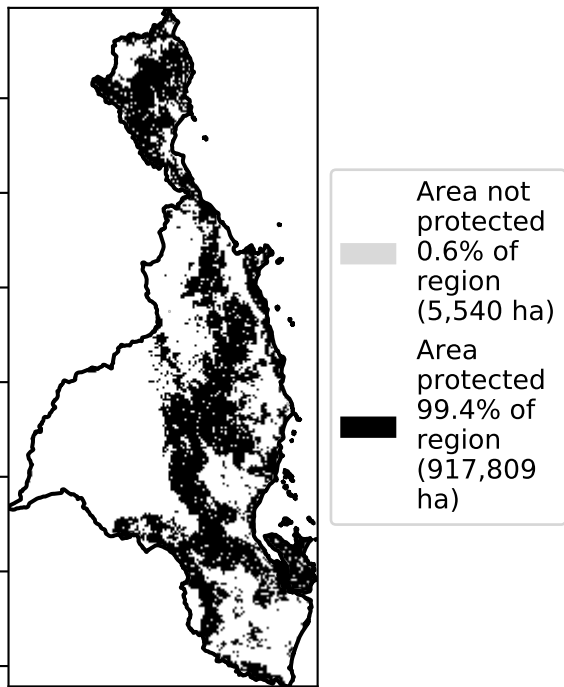 Area not
protected
0.6% of
region
(5,540 ha)
Area
protected
99.4% of
region
(917,809
ha)